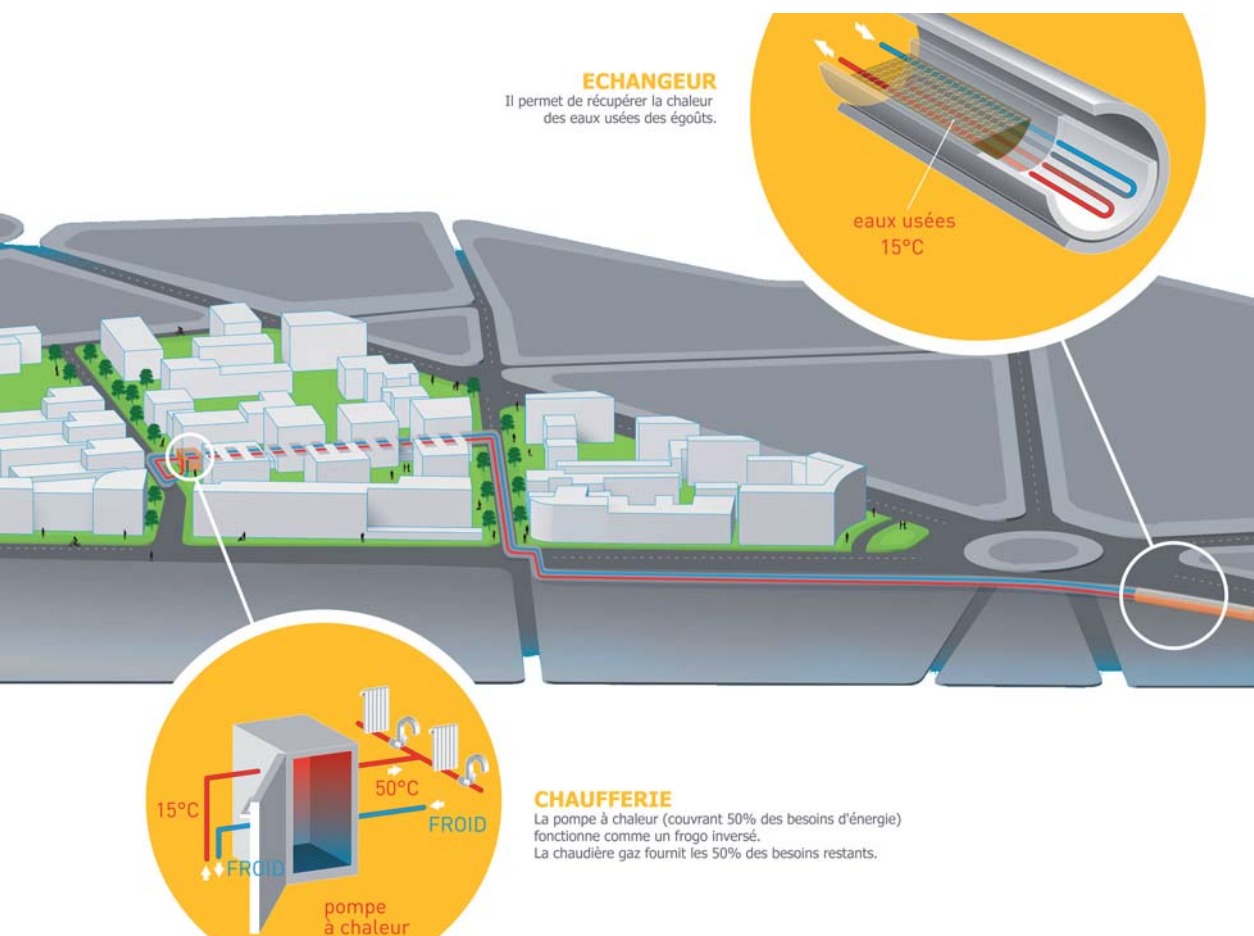 ECHANGEUR
Il permet de récupérer la chaleur
des eaux usées des égoûts.
eaux usées
15°C
15°C
50°C
FROID
FROID
pompe
à chaleur
CHAUFFERIE
La pompe à chaleur (couvrant 50% des besoins d'énergie)
fonctionne comme un frogo inversé.
La chaudière gaz fournit les 50% des besoins restants.